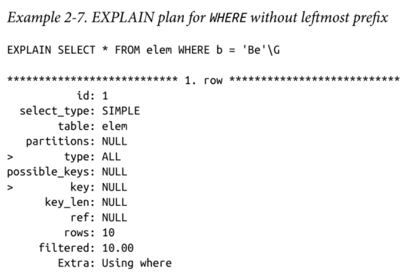 Example 2-7. EXPLAIN plan for WHERE without leftmost prefix
EXPLAIN SELECT * FROM elem WHERE b = 'Be'\G
*************************** 1. row ***************************
id: 1
select_type: SIMPLE
table: elem
partitions: NULL
> type: ALL
possible_keys: NULL
> key: NULL
key_len: NULL
ref: NULL
rows: 10
filtered: 10.00
Extra: Using where